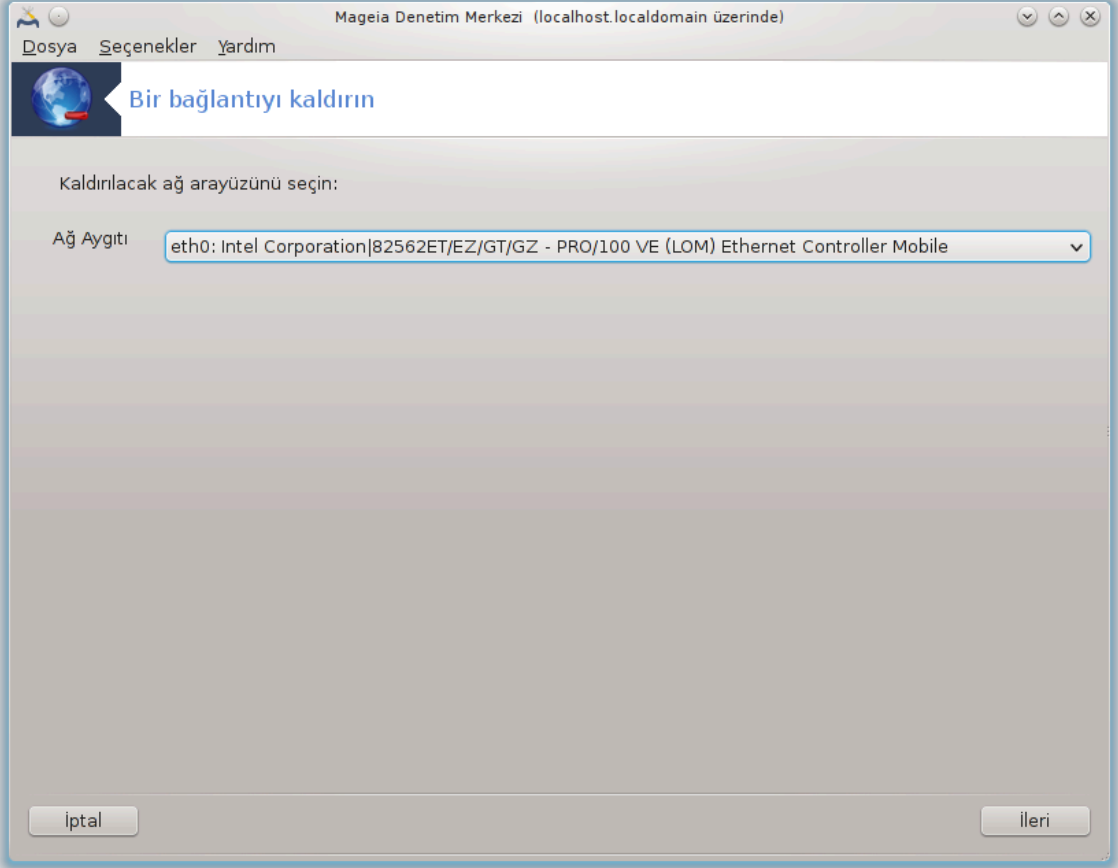 Mageia Denetim Merkezi (localhost.localdomain üzerinde)
Dosya Seçenekler Yardım
Bir bağlantıyı kaldırın
Kaldırılacak ağ arayüzünü seçin:
Ağ Aygıtı
eth0: Intel Corporation|82562ET/EZ/GT/GZ - PRO/100 VE (LOM) Ethernet Controller Mobile
İptal
İleri